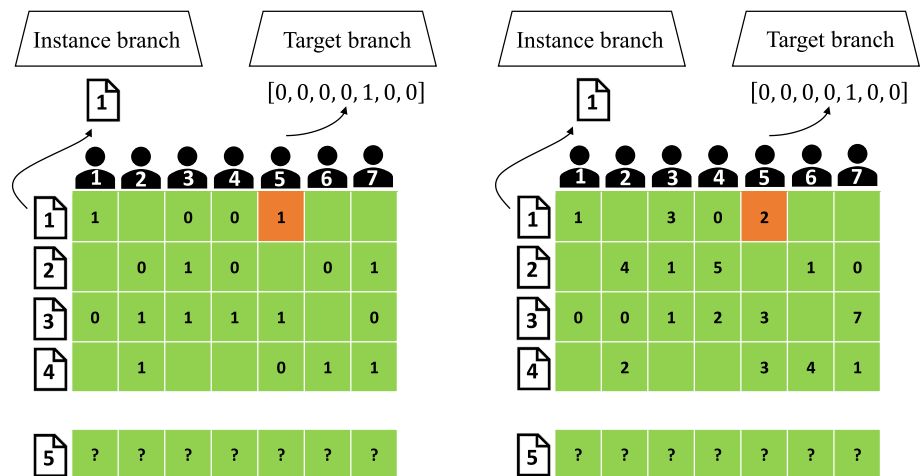 Instance branch Target branch Instance branch Target branch
1 [0, 0, 0, 0, 1, 0, 0] 1 [0, 0, 0, 0, 1, 0, 0]
1 2 3 4 5 6 7 1 2 3 4 5 6 7
1 1 0 0 1 1 1 3 0 2
2 0 1 0 0 1 2 4 1 5 1 0
3 0 1 1 1 1 0 3 0 0 1 2 3 7
4 1 0 1 1 4 2 3 4 1
5 ? ? ? ? ? ? ? 5 ? ? ? ? ? ? ?